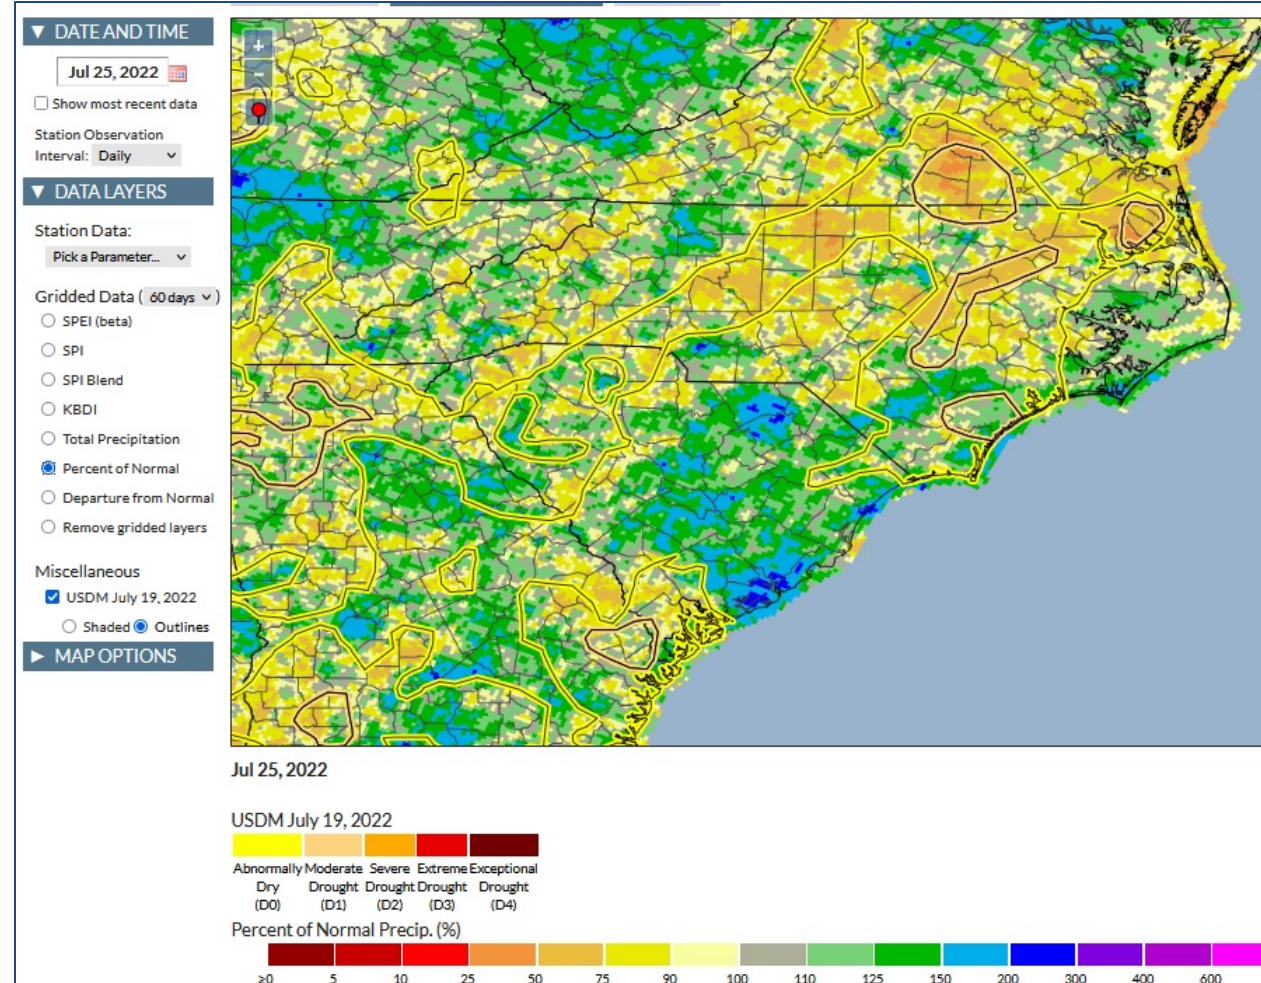 ▼ DATE AND TIME
Jul 25, 2022
Show most recent data
Station Observation
Interval: Daily
▼ DATA LAYERS
Station Data:
Pick a Parameter...
Gridded Data ( 60 days )
SPEI (beta)
SPI
SPI Blend
KBDI
Total Precipitation
Percent of Normal
Departure from Normal
Remove gridded layers
Miscellaneous
USDM July 19, 2022
Shaded Outlines
► MAP OPTIONS
+
−
Jul 25, 2022
USDM July 19, 2022
Abnormally Moderate Severe Extreme Exceptional
Dry Drought Drought Drought Drought
(D0) (D1) (D2) (D3) (D4)
Percent of Normal Precip. (%)
≥0 5 10 25 50 75 90 100 110 125 150 200 300 400 600